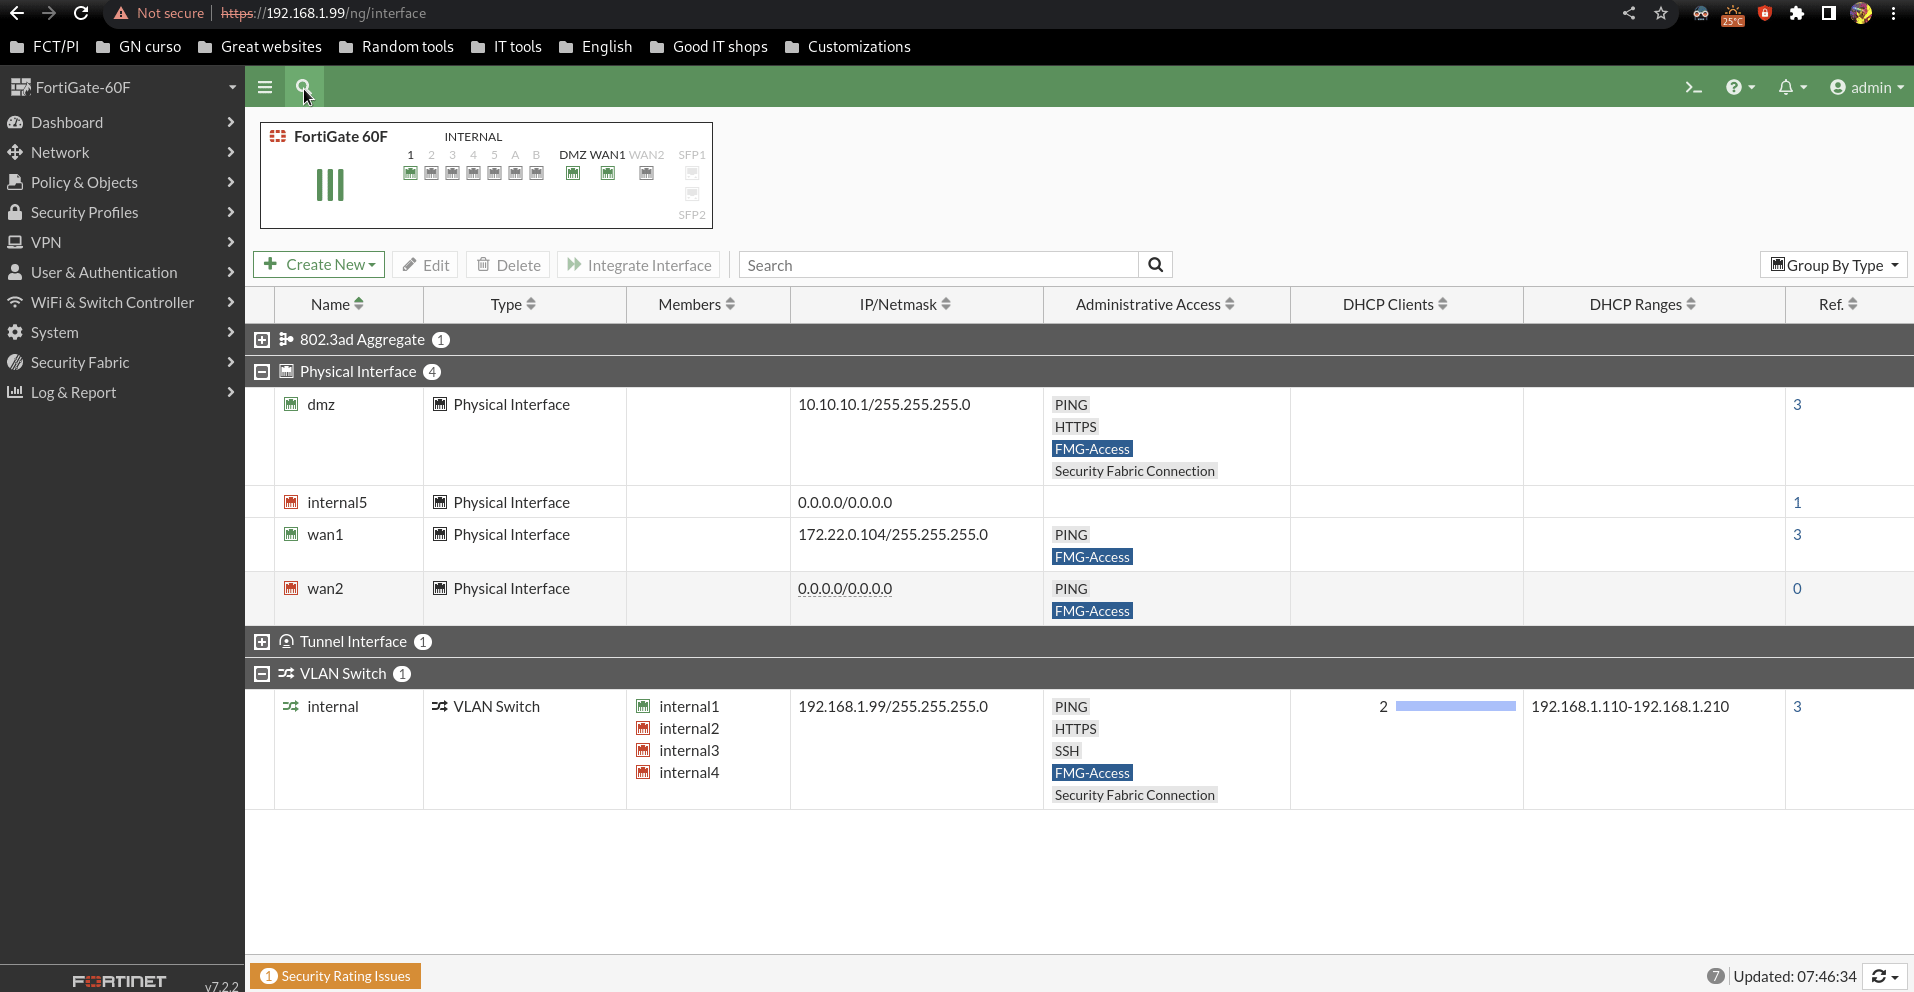 Not secure | https://192.168.1.99/ng/interface
25°C
FCT/PI GN curso Great websites Random tools IT tools English Good IT shops Customizations
FortiGate-60F
Dashboard
Network
Policy & Objects
Security Profiles
VPN
User & Authentication
WiFi & Switch Controller
System
Security Fabric
Log & Report
FORTINET
v7.2.2
>_ ? admin
FortiGate 60F INTERNAL
1 2 3 4 5 A B DMZ WAN1 WAN2 SFP1
SFP2
+ Create New Edit Delete Integrate Interface Search Group By Type
Name Type Members IP/Netmask Administrative Access DHCP Clients DHCP Ranges Ref.
802.3ad Aggregate 1
Physical Interface 4
dmz Physical Interface 10.10.10.1/255.255.255.0 PING 3
HTTPS
FMG-Access
Security Fabric Connection
internal5 Physical Interface 0.0.0.0/0.0.0.0 1
wan1 Physical Interface 172.22.0.104/255.255.255.0 PING 3
FMG-Access
wan2 Physical Interface 0.0.0.0/0.0.0.0 PING 0
FMG-Access
Tunnel Interface 1
VLAN Switch 1
internal VLAN Switch internal1 192.168.1.99/255.255.255.0 PING 2 192.168.1.110-192.168.1.210 3
internal2 HTTPS
internal3 SSH
internal4 FMG-Access
Security Fabric Connection
1 Security Rating Issues 7 Updated: 07:46:34